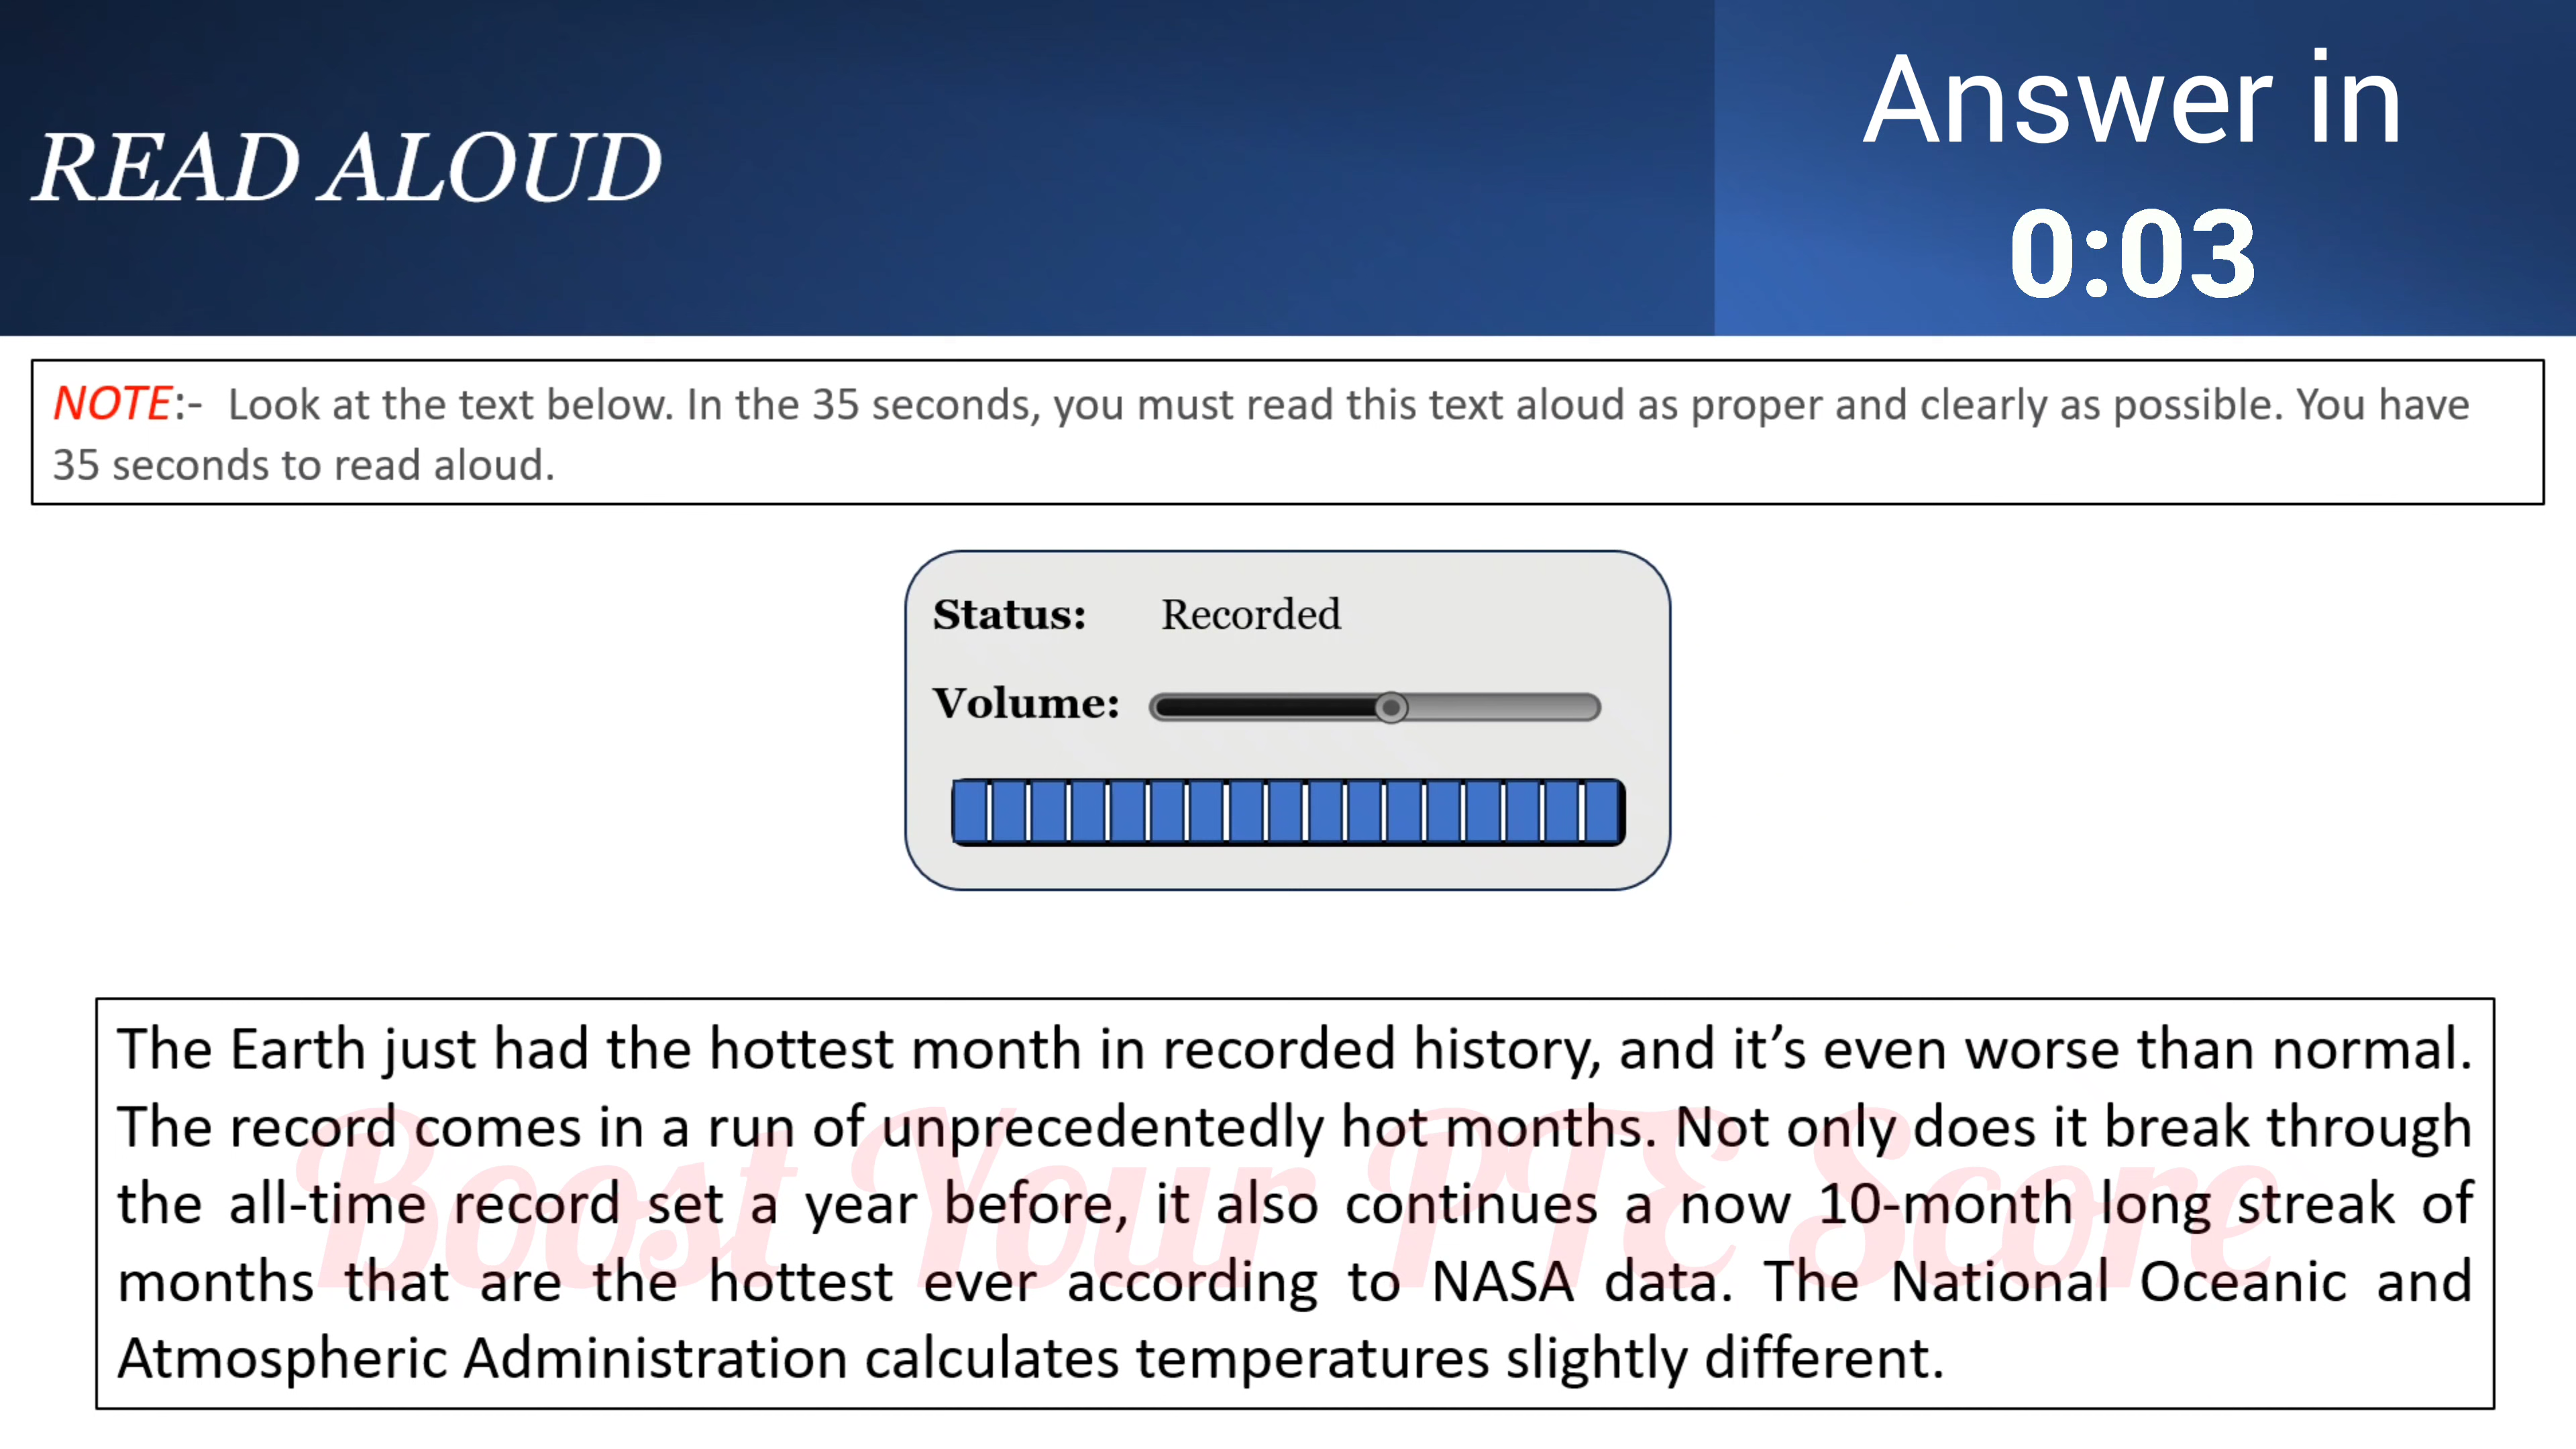 READ ALOUD
Answer in
0:03
NOTE:- Look at the text below. In the 35 seconds, you must read this text aloud as proper and clearly as possible. You have
35 seconds to read aloud.
Status: Recorded
Volume:
The Earth just had the hottest month in recorded history, and it’s even worse than normal.
The record comes in a run of unprecedentedly hot months. Not only does it break through
the all-time record set a year before, it also continues a now 10-month long streak of
months that are the hottest ever according to NASA data. The National Oceanic and
Atmospheric Administration calculates temperatures slightly different.
Boost Your PTE Score